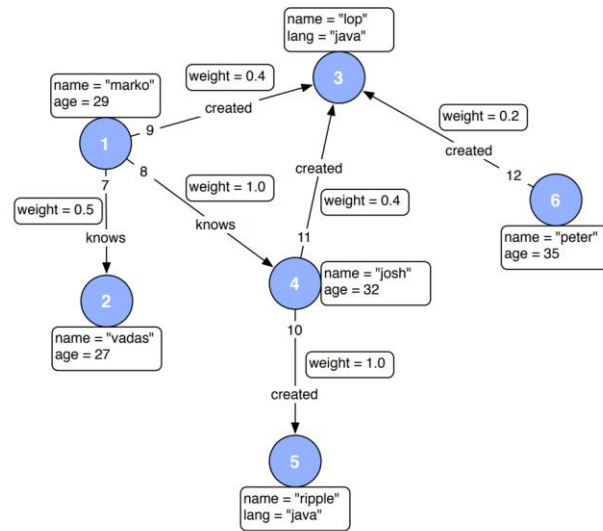 name = "lop"
lang = "java"
3
weight = 0.4
created
name = "marko"
age = 29
1
9
8
7
weight = 0.2
created
12
created
weight = 1.0
knows
weight = 0.4
11
weight = 0.5
knows
6
name = "peter"
age = 35
4
name = "josh"
age = 32
2
name = "vadas"
age = 27
10
weight = 1.0
created
5
name = "ripple"
lang = "java"